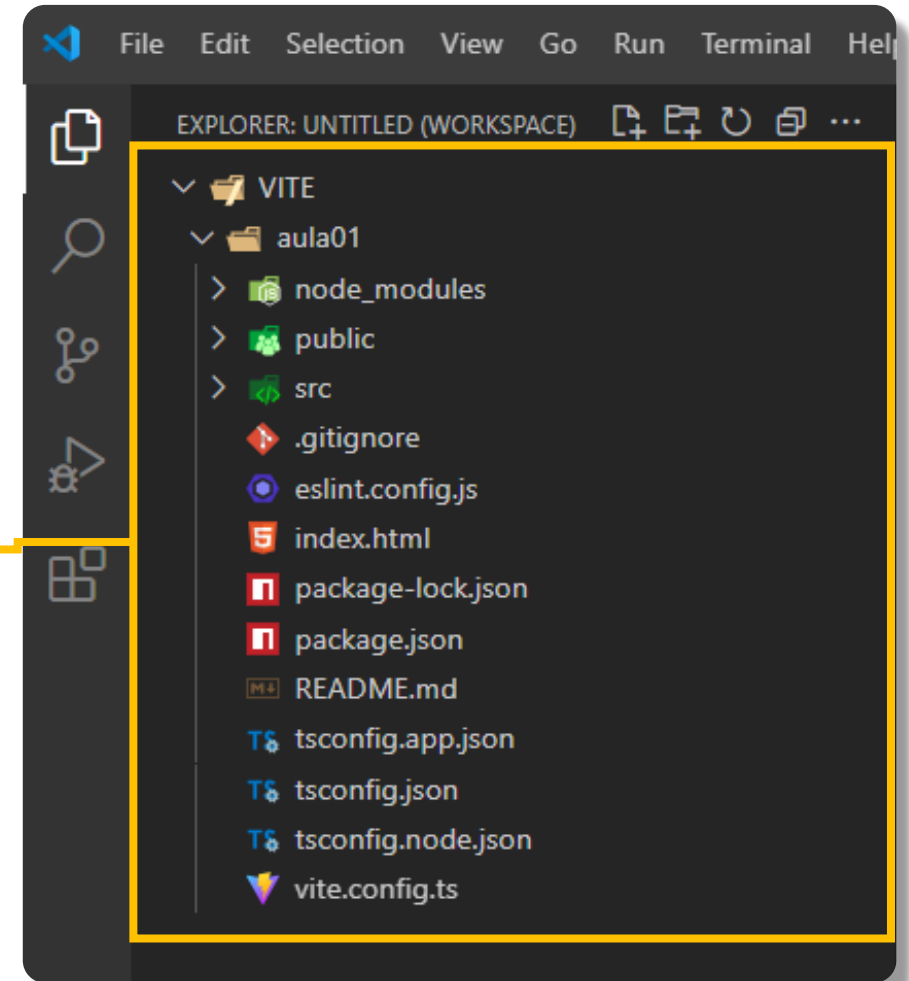 File Edit Selection View Go Run Terminal Hel
EXPLORER: UNTITLED (WORKSPACE)
VITE
aula01
node_modules
public
src
.gitignore
eslint.config.js
index.html
package-lock.json
package.json
README.md
tsconfig.app.json
tsconfig.json
tsconfig.node.json
vite.config.ts